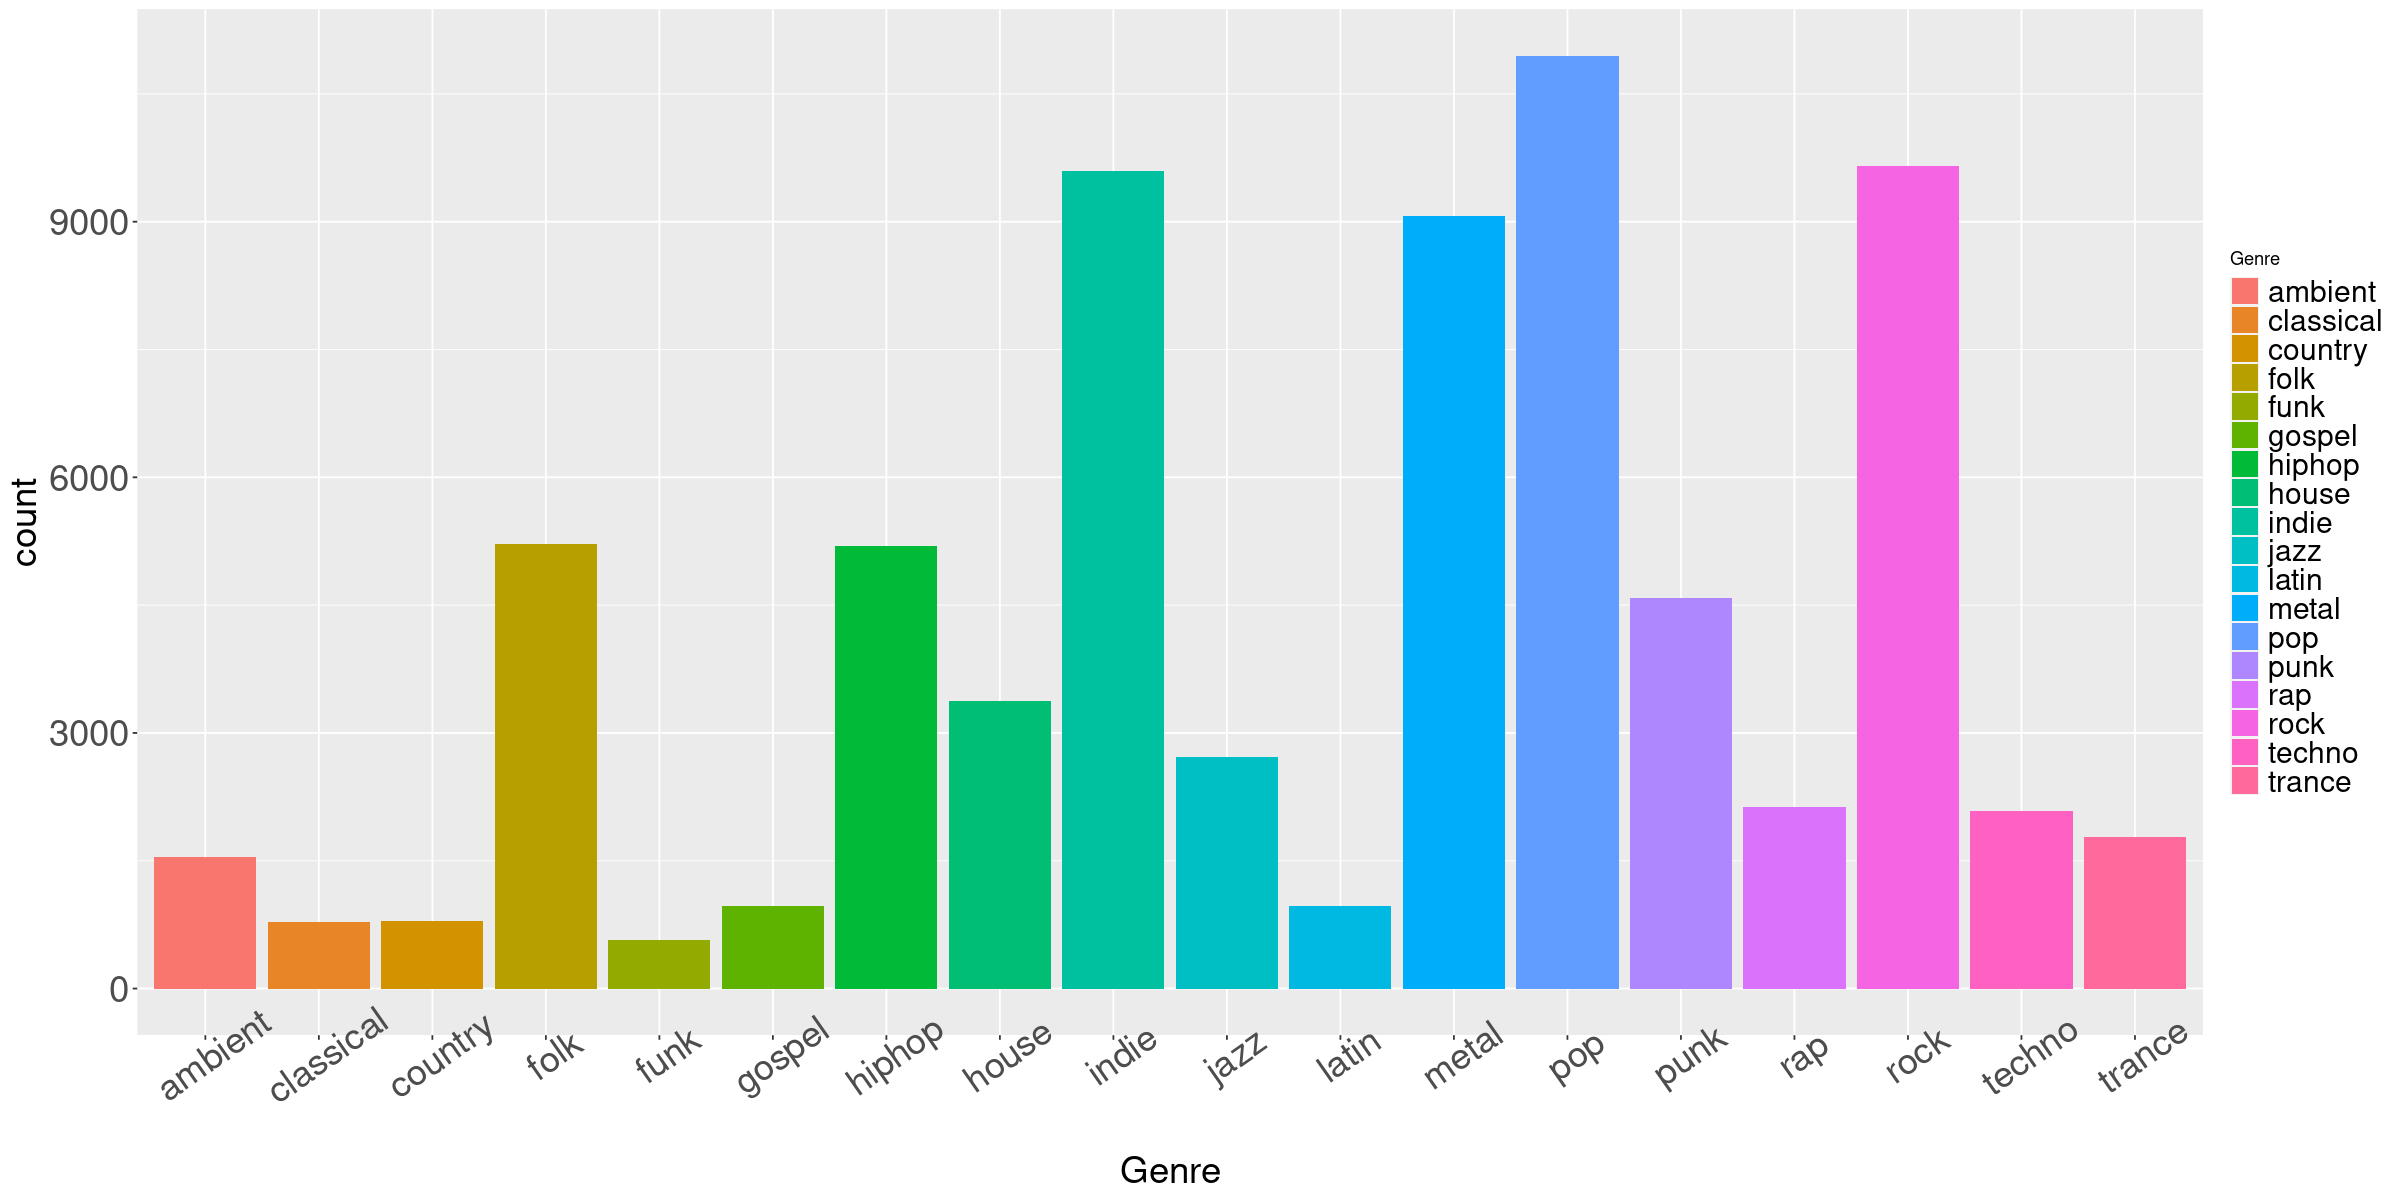 count
9000
6000
3000
0
ambient
classical
country
folk
funk
gospel
hiphop
house
indie
jazz
latin
metal
pop
punk
rap
rock
techno
trance
Genre
Genre
ambient
classical
country
folk
funk
gospel
hiphop
house
indie
jazz
latin
metal
pop
punk
rap
rock
techno
trance